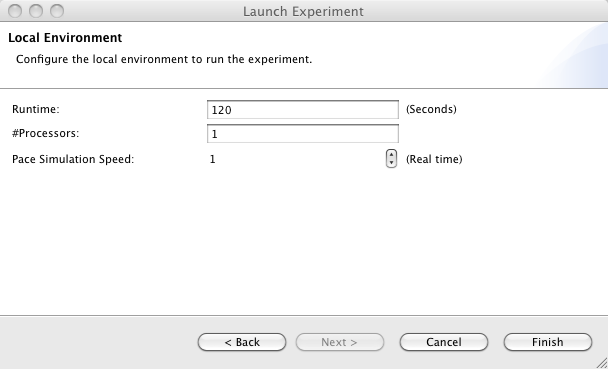 Launch Experiment
Local Environment
Configure the local environment to run the experiment.
Runtime: 120 (Seconds)
#Processors: 1
Pace Simulation Speed: 1 (Real time)
< Back Next > Cancel Finish